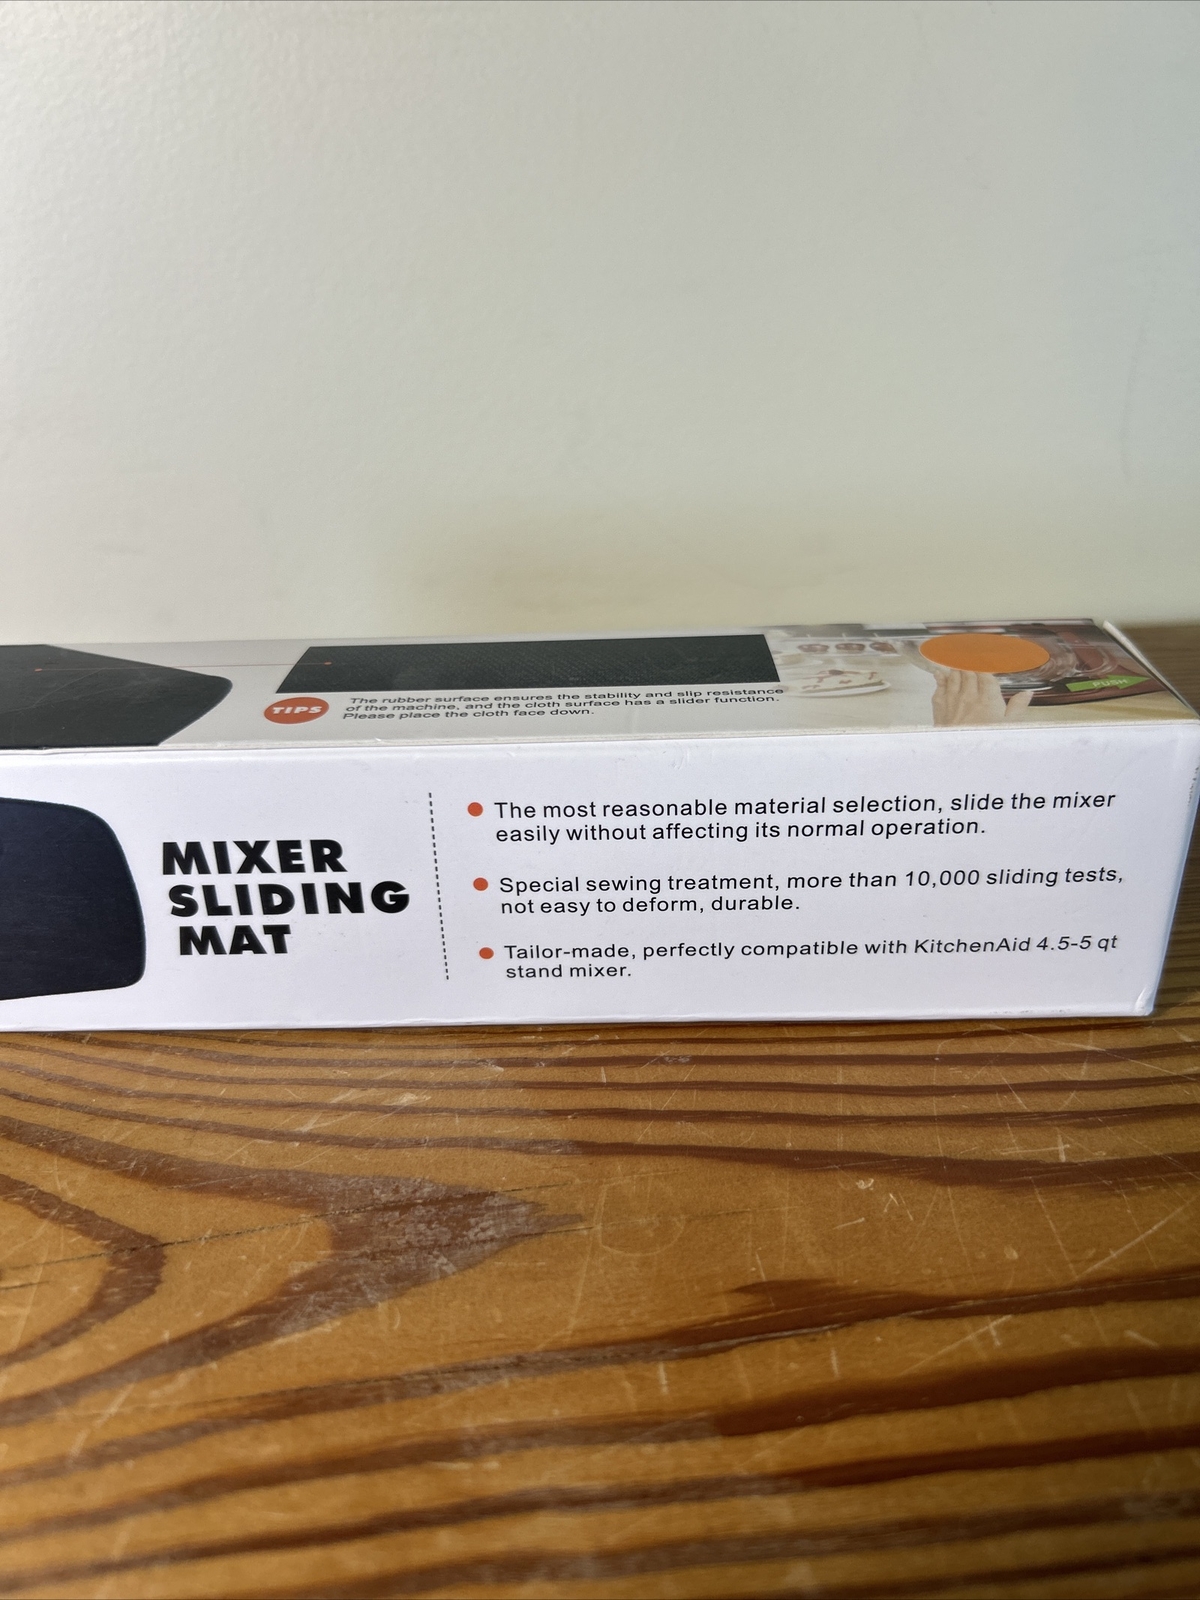 TIPS
The rubber surface ensures the stability and slip resistance
of the machine, and the cloth surface has a slider function.
Please place the cloth face down.
PUSH
MIXER
SLIDING
MAT
The most reasonable material selection, slide the mixer
easily without affecting its normal operation.
Special sewing treatment, more than 10,000 sliding tests,
not easy to deform, durable.
Tailor-made, perfectly compatible with KitchenAid 4.5-5 qt
stand mixer.